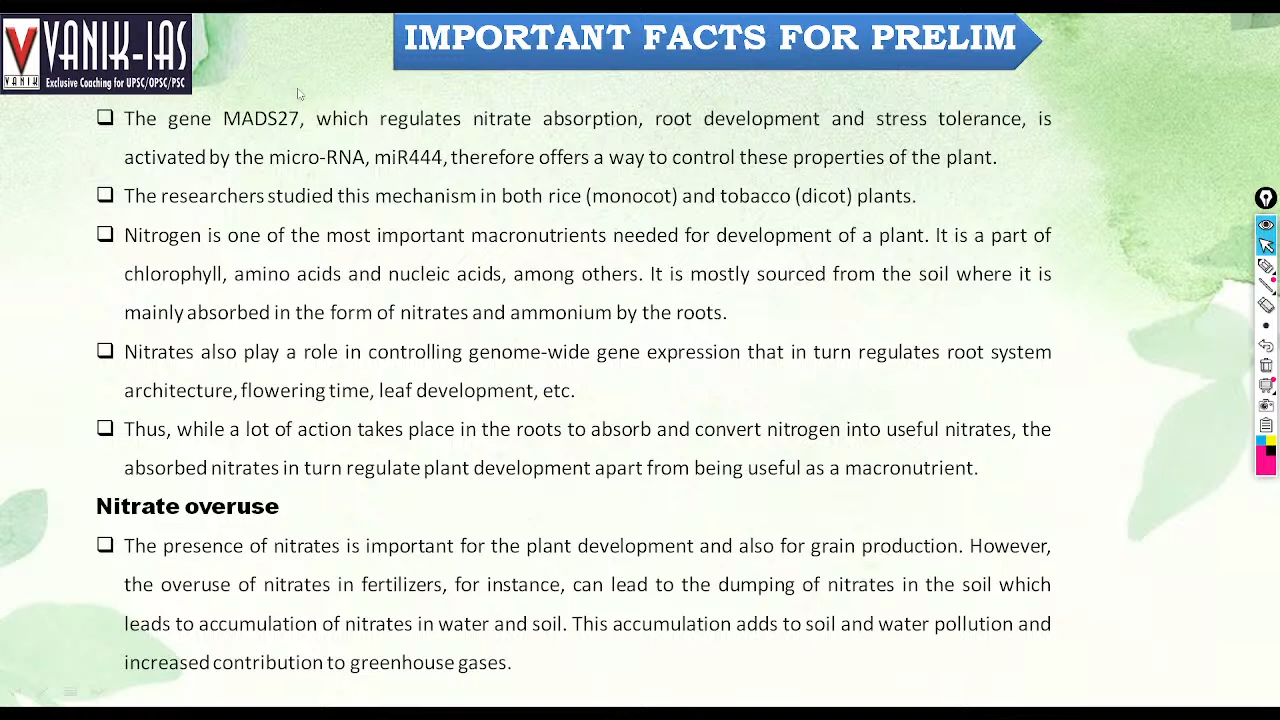 VANIK-IAS
VANIK
Exclusive Coaching for UPSC/OPSC/PSC
IMPORTANT FACTS FOR PRELIM
The gene MADS27, which regulates nitrate absorption, root development and stress tolerance, is
activated by the micro-RNA, miR444, therefore offers a way to control these properties of the plant.
The researchers studied this mechanism in both rice (monocot) and tobacco (dicot) plants.
Nitrogen is one of the most important macronutrients needed for development of a plant. It is a part of
chlorophyll, amino acids and nucleic acids, among others. It is mostly sourced from the soil where it is
mainly absorbed in the form of nitrates and ammonium by the roots.
Nitrates also play a role in controlling genome-wide gene expression that in turn regulates root system
architecture, flowering time, leaf development, etc.
Thus, while a lot of action takes place in the roots to absorb and convert nitrogen into useful nitrates, the
absorbed nitrates in turn regulate plant development apart from being useful as a macronutrient.
Nitrate overuse
The presence of nitrates is important for the plant development and also for grain production. However,
the overuse of nitrates in fertilizers, for instance, can lead to the dumping of nitrates in the soil which
leads to accumulation of nitrates in water and soil. This accumulation adds to soil and water pollution and
increased contribution to greenhouse gases.